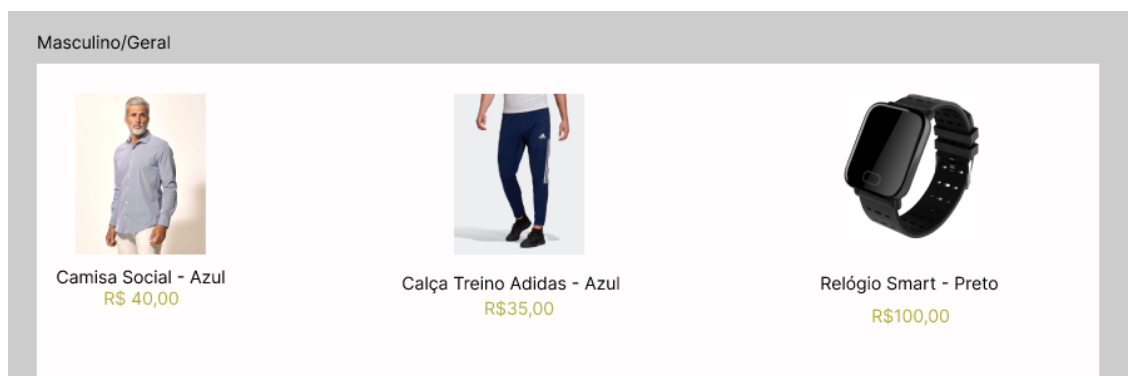 Masculino/Geral
Camisa Social - Azul
R$ 40,00
Calça Treino Adidas - Azul
R$35,00
Relógio Smart - Preto
R$100,00